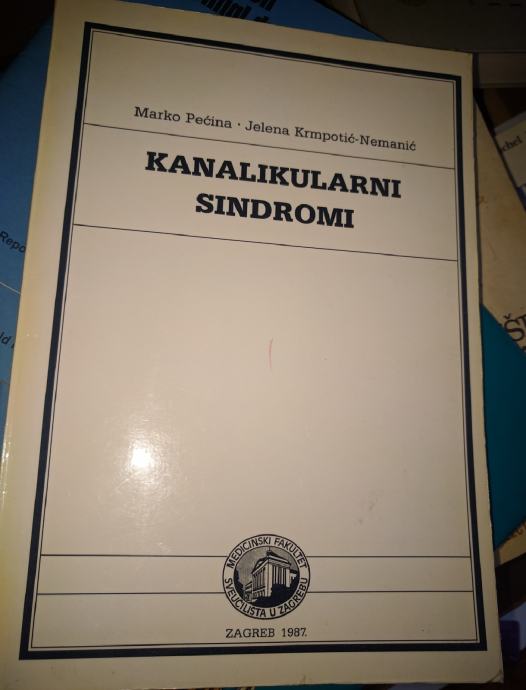 Marko Pećina · Jelena Krmpotić-Nemanić
KANALIKULARNI
SINDROMI
MEDICINSKI FAKULTET
SVEUČILIŠTA U ZAGREBU
ZAGREB 1987.